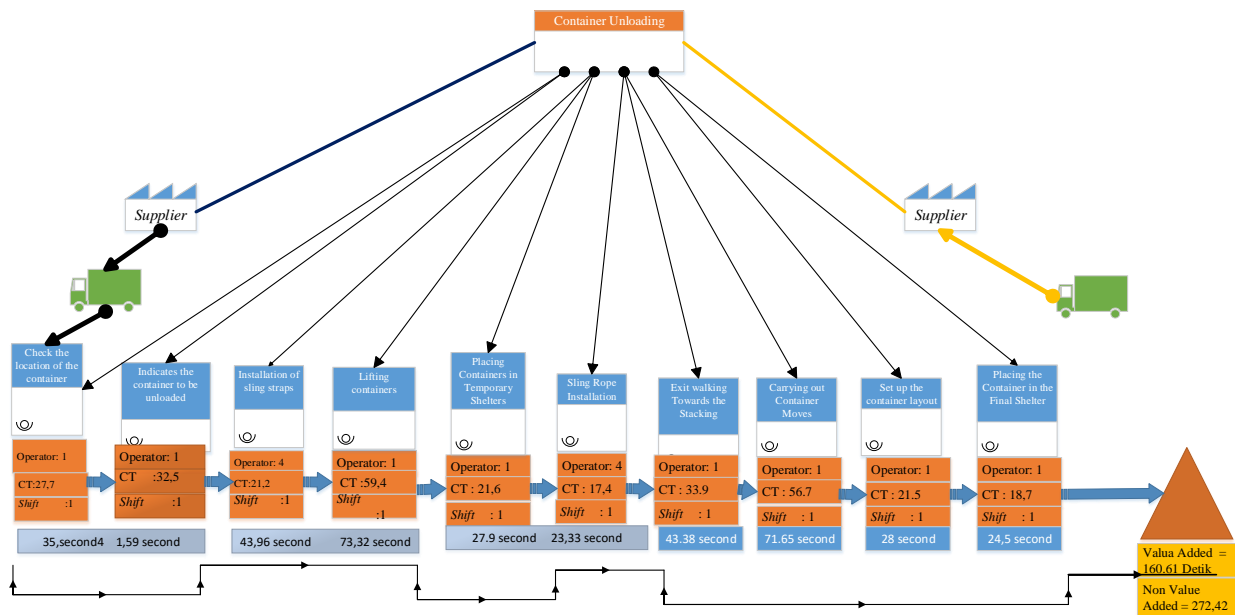 Container Unloading
Supplier
Supplier
Check the
location of the
container
Indicates the
container to be
unloaded
Installation of
sling straps
Lifting
containers
Placing
Containers in
Temporary
Shelters
Sling Rope
Installation
Exit walking
Towards the
Stacking
Carrying out
Container
Moves
Set up the
container layout
Placing the
Container in the
Final Shelter
Operator: 1
CT:27,7
Shift :1
Operator: 1
CT :32,5
Shift :1
Operator: 4
CT:21,2
Shift :1
Operator: 1
CT :59,4
Shift
:1
Operator: 1
CT : 21,6
Shift : 1
Operator: 4
CT : 17,4
Shift : 1
Operator: 1
CT : 33.9
Shift : 1
Operator: 1
CT : 56.7
Shift : 1
Operator: 1
CT : 21.5
Shift : 1
Operator: 1
CT : 18,7
Shift : 1
35,second4 1,59 second
43,96 second 73,32 second
27.9 second 23,33 second
43.38 second
71.65 second
28 second
24,5 second
Valua Added =
160.61 Detik
Non Value
Added = 272,42